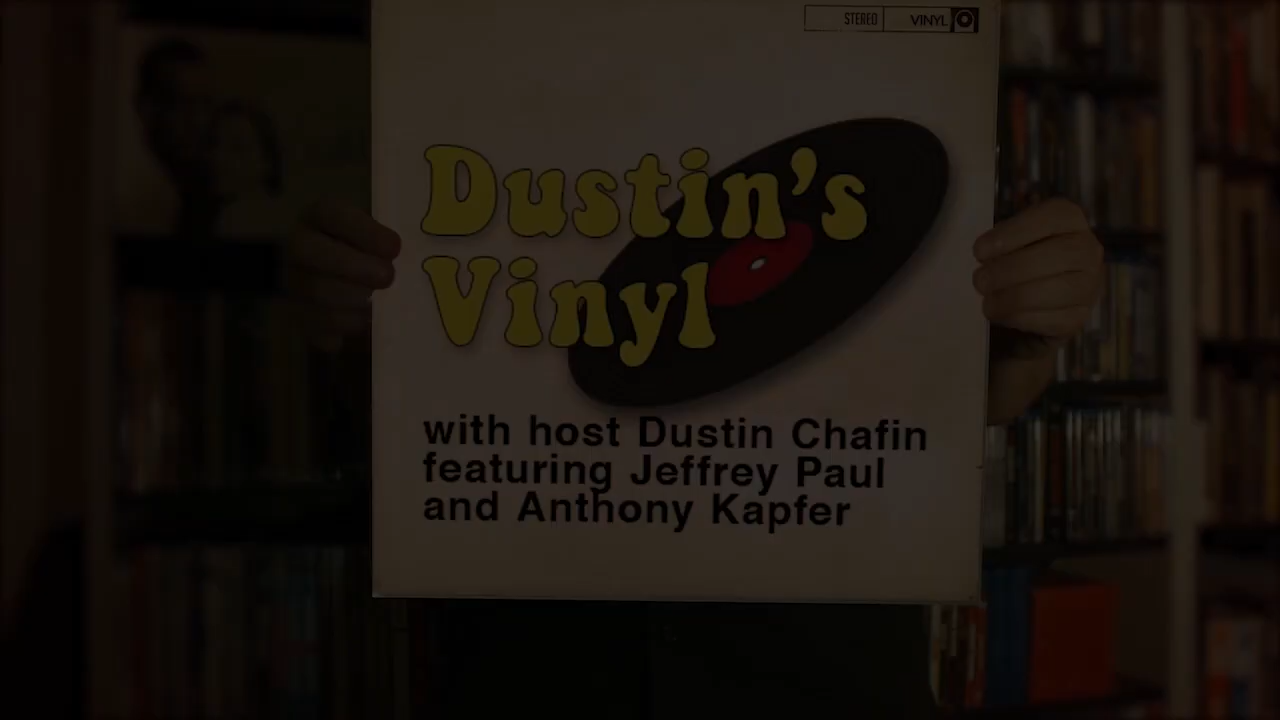 STEREO VINYL
Dustin's
Vinyl
with host Dustin Chafin
featuring Jeffrey Paul
and Anthony Kapfer